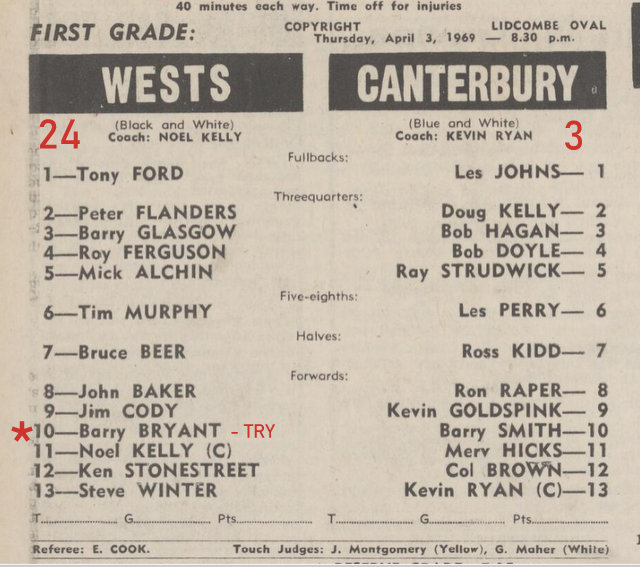 40 minutes each way. Time off for injuries
FIRST GRADE:
COPYRIGHT LIDCOMBE OVAL
Thursday, April 3, 1969 — 8.30 p.m.
WESTS CANTERBURY
24 (Black and White) (Blue and White) 3
Coach: NOEL KELLY Coach: KEVIN RYAN
Fullbacks:
1—Tony FORD Les JOHNS— 1
Threequarters:
2—Peter FLANDERS Doug KELLY— 2
3—Barry GLASGOW Bob HAGAN— 3
4—Roy FERGUSON Bob DOYLE— 4
5—Mick ALCHIN Ray STRUDWICK— 5
Five-eighths:
6—Tim MURPHY Les PERRY— 6
Halves:
7—Bruce BEER Ross KIDD— 7
Forwards:
8—John BAKER Ron RAPER— 8
9—Jim CODY Kevin GOLDSPINK— 9
*10—Barry BRYANT - TRY Barry SMITH—10
11—Noel KELLY (C) Merv HICKS—11
12—Ken STONESTREET Col BROWN—12
13—Steve WINTER Kevin RYAN (C)—13
T.................... G.................... Pts.................... T.................... G.................... Pts....................
Referee: E. COOK. Touch Judges: J. Montgomery (Yellow), G. Maher (White)